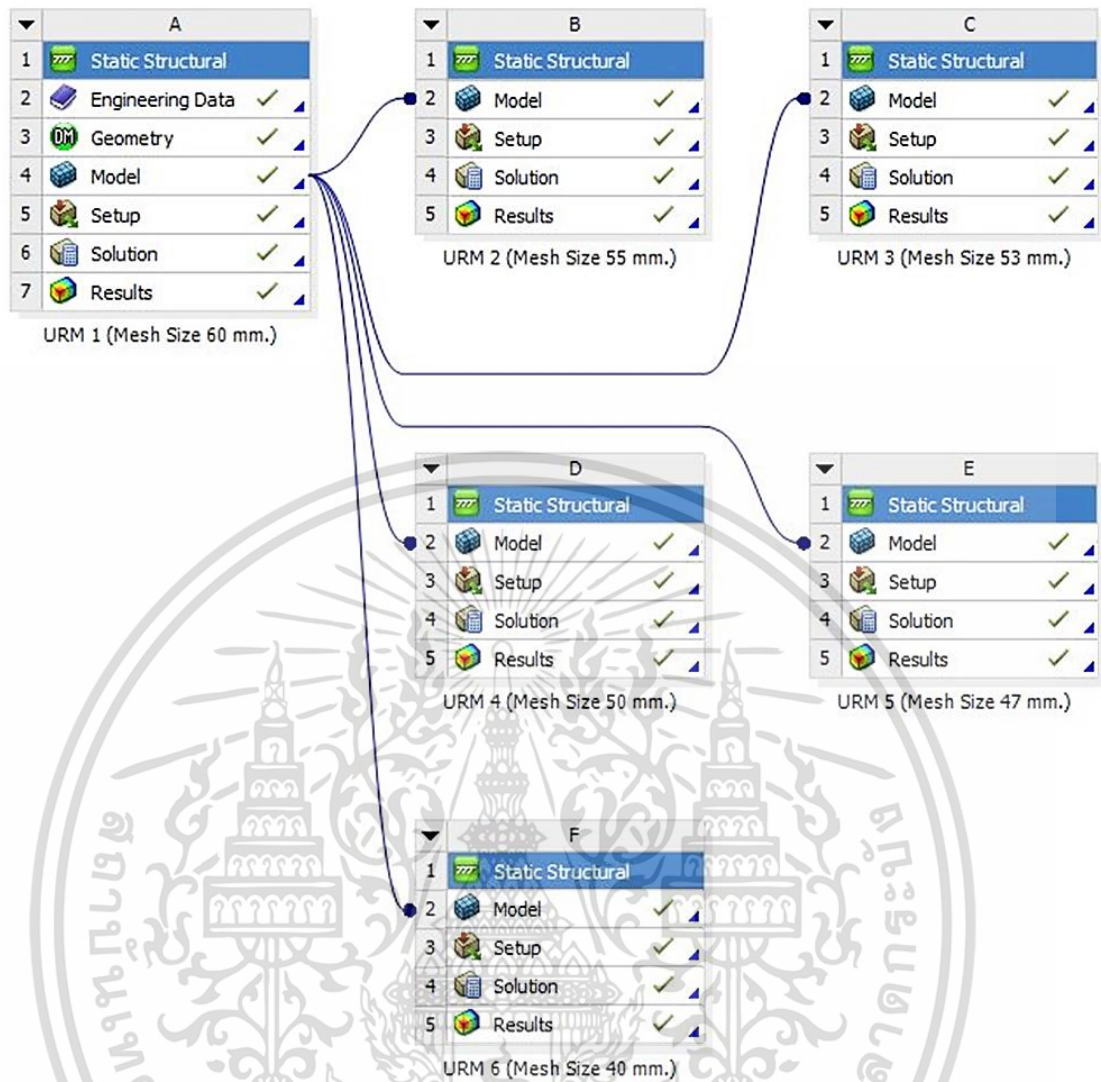 A
1 Static Structural
2 Engineering Data
3 DM Geometry
4 Model
5 Setup
6 Solution
7 Results
URM 1 (Mesh Size 60 mm.)
B
1 Static Structural
2 Model
3 Setup
4 Solution
5 Results
URM 2 (Mesh Size 55 mm.)
C
1 Static Structural
2 Model
3 Setup
4 Solution
5 Results
URM 3 (Mesh Size 53 mm.)
D
1 Static Structural
2 Model
3 Setup
4 Solution
5 Results
URM 4 (Mesh Size 50 mm.)
E
1 Static Structural
2 Model
3 Setup
4 Solution
5 Results
URM 5 (Mesh Size 47 mm.)
F
1 Static Structural
2 Model
3 Setup
4 Solution
5 Results
URM 6 (Mesh Size 40 mm.)